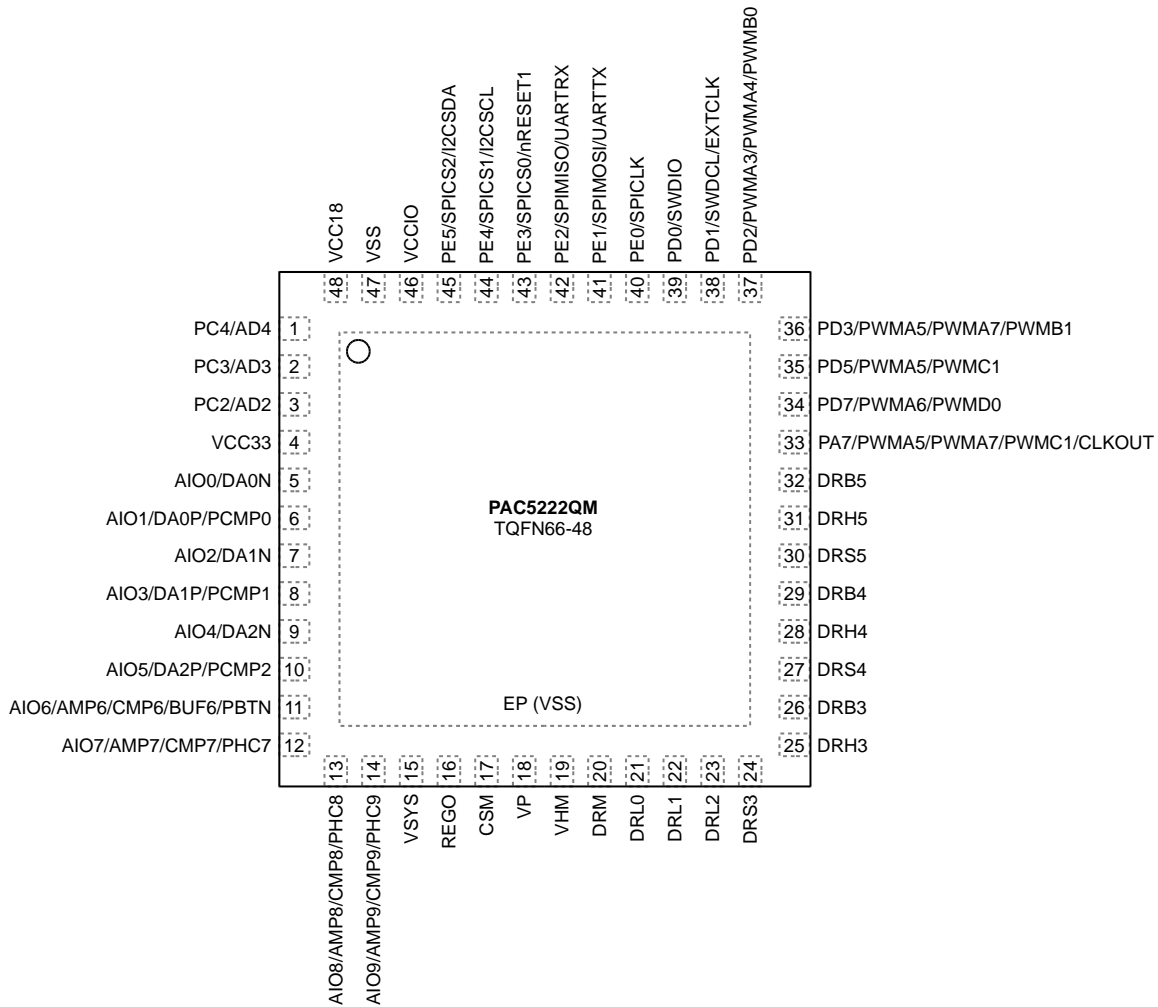 VCC18
VSS
VCCIO
PE5/SPICS2/I2CSDA
PE4/SPICS1/I2CSCL
PE3/SPICS0/nRESET1
PE2/SPIMISO/UARTRX
PE1/SPIMOSI/UARTTX
PE0/SPICLK
PD0/SWDIO
PD1/SWDCL/EXTCLK
PD2/PWMA3/PWMA4/PWMB0
48
47
46
45
44
43
42
41
40
39
38
37
PC4/AD4 1
PC3/AD3 2
PC2/AD2 3
VCC33 4
AIO0/DA0N 5
AIO1/DA0P/PCMP0 6
AIO2/DA1N 7
AIO3/DA1P/PCMP1 8
AIO4/DA2N 9
AIO5/DA2P/PCMP2 10
AIO6/AMP6/CMP6/BUF6/PBTN 11
AIO7/AMP7/CMP7/PHC7 12
PAC5222QM
TQFN66-48
EP (VSS)
36 PD3/PWMA5/PWMA7/PWMB1
35 PD5/PWMA5/PWMC1
34 PD7/PWMA6/PWMD0
33 PA7/PWMA5/PWMA7/PWMC1/CLKOUT
32 DRB5
31 DRH5
30 DRS5
29 DRB4
28 DRH4
27 DRS4
26 DRB3
25 DRH3
13
14
15
16
17
18
19
20
21
22
23
24
AIO8/AMP8/CMP8/PHC8
AIO9/AMP9/CMP9/PHC9
VSYS
REGO
CSM
VP
VHM
DRM
DRL0
DRL1
DRL2
DRS3